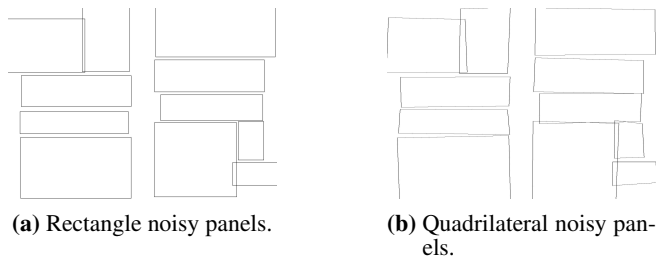 (a) Rectangle noisy panels.
(b) Quadrilateral noisy pan-
els.